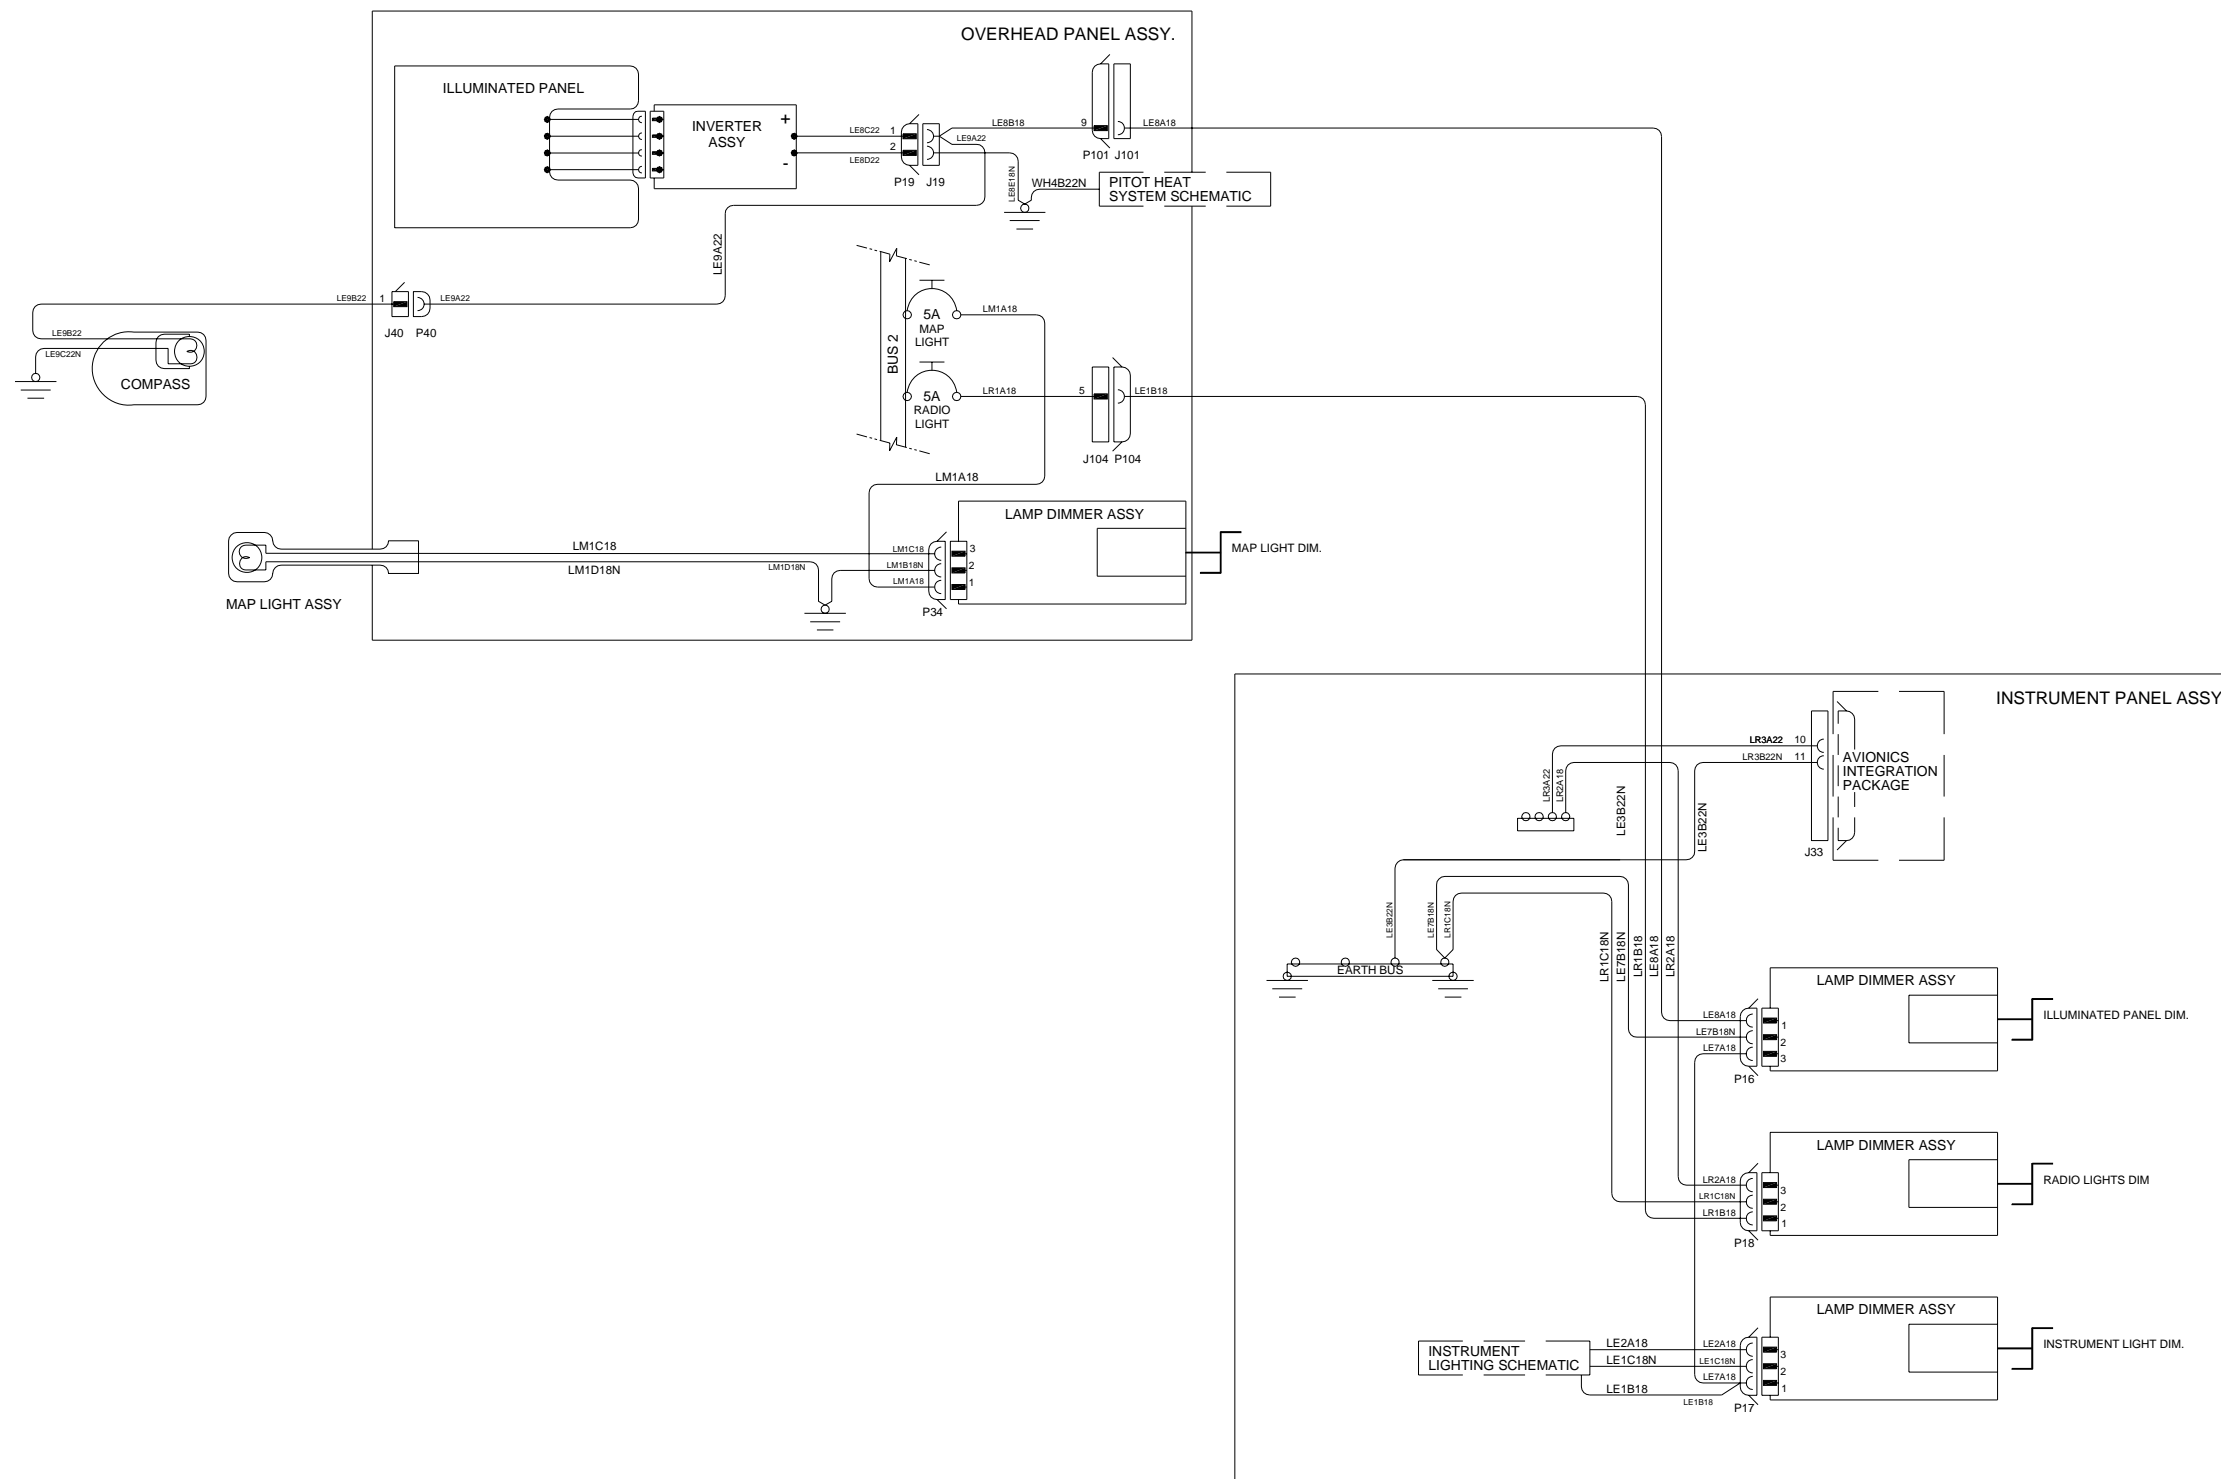 OVERHEAD PANEL ASSY.
ILLUMINATED PANEL
INVERTER
ASSY
+
-
LE8C22
1
LE8D22
2
P19 J19
LE8B18
LE9A22
9
LE8A18
P101 J101
LE8E18N
WH4B22N
PITOT HEAT
SYSTEM SCHEMATIC
LE9A22
LE9B22
1
LE9A22
J40 P40
LE9B22
LE9C22N
COMPASS
BUS 2
5A
MAP
LIGHT
LM1A18
5A
RADIO
LIGHT
LR1A18
5
LE1B18
J104 P104
LM1A18
LAMP DIMMER ASSY
MAP LIGHT DIM.
LM1C18
LM1D18N
LM1D18N
LM1C18
3
LM1B18N
2
LM1A18
1
P34
MAP LIGHT ASSY
INSTRUMENT PANEL ASSY
LR3A22 10
LR3B22N 11
AVIONICS
INTEGRATION
PACKAGE
J33
LR3A22
LR2A18
LE3B22N
LE3B22N
LE3B22N
LE7B18N
LR1C18N
EARTH BUS
LR1C18N
LE7B18N
LR1B18
LE8A18
LR2A18
LAMP DIMMER ASSY
ILLUMINATED PANEL DIM.
LE8A18
1
LE7B18N
2
LE7A18
3
P16
LAMP DIMMER ASSY
RADIO LIGHTS DIM
LR2A18
3
LR1C18N
2
LR1B18
1
P18
LAMP DIMMER ASSY
INSTRUMENT LIGHT DIM.
INSTRUMENT
LIGHTING SCHEMATIC
LE2A18
LE2A18
3
LE1C18N
LE1C18N
2
LE7A18
1
LE1B18
LE1B18
P17